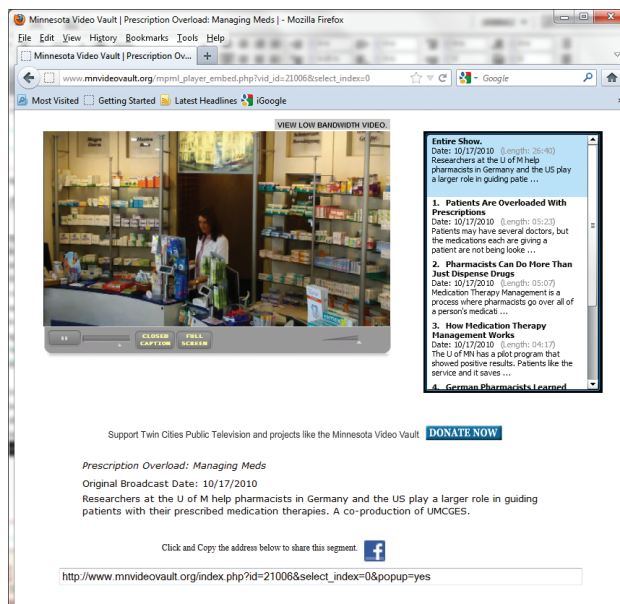 Minnesota Video Vault | Prescription Overload: Managing Meds | - Mozilla Firefox
File Edit View History Bookmarks Tools Help
Minnesota Video Vault | Prescription Ov... +
www.mnvideovault.org/mpml_player_embed.php?vid_id=21006&select_index=0
Google
Most Visited Getting Started Latest Headlines iGoogle
VIEW LOW BANDWIDTH VIDEO.
Entire Show.
Date: 10/17/2010 (Length: 26:40)
Researchers at the U of M help
pharmacists in Germany and the US play
a larger role in guiding patie ...
1. Patients Are Overloaded With
Prescriptions
Date: 10/17/2010 (Length: 05:23)
Patients may have several doctors, but
the medications each are giving a
patient are not being looke ...
2. Pharmacists Can Do More Than
Just Dispense Drugs
Date: 10/17/2010 (Length: 05:07)
Medication Therapy Management is a
process where pharmacists go over all of
a person's medicati ...
3. How Medication Therapy
Management Works
Date: 10/17/2010 (Length: 04:17)
The U of MN has a pilot program that
showed positive results. Patients like the
service and it saves ...
4. German Pharmacists Learned
CLOSED
CAPTION
FULL
SCREEN
Support Twin Cities Public Television and projects like the Minnesota Video Vault DONATE NOW
Prescription Overload: Managing Meds
Original Broadcast Date: 10/17/2010
Researchers at the U of M help pharmacists in Germany and the US play a larger role in guiding
patients with their prescribed medication therapies. A co-production of UMCGES.
Click and Copy the address below to share this segment.
http://www.mnvideovault.org/index.php?id=21006&select_index=0&popup=yes